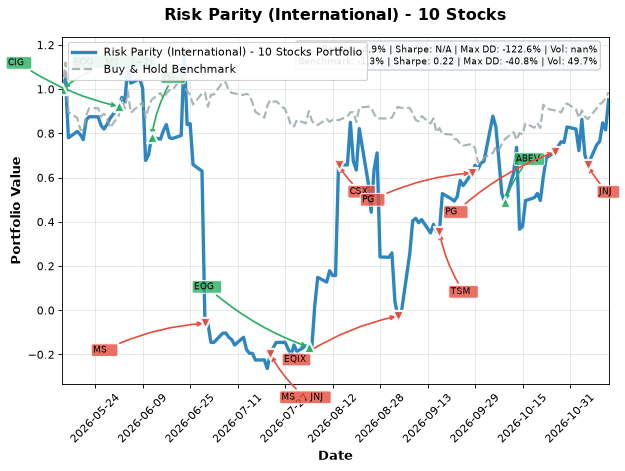 Risk Parity (International) - 10 Stocks
Risk Parity (International) - 10 Stocks Portfolio
Buy & Hold Benchmark
.9% | Sharpe: N/A | Max DD: -122.6% | Vol: nan%
Benchmark: -1.3% | Sharpe: 0.22 | Max DD: -40.8% | Vol: 49.7%
Portfolio Value
1.2
1.0
0.8
0.6
0.4
0.2
0.0
−0.2
CIG
EOG
CSX
PG
ABEV
PG
JNJ
TSM
EOG
MS
EQIX
MS
JNJ
2026-05-24
2026-06-09
2026-06-25
2026-07-11
2026-08-12
2026-08-28
2026-09-13
2026-09-29
2026-10-15
2026-10-31
Date